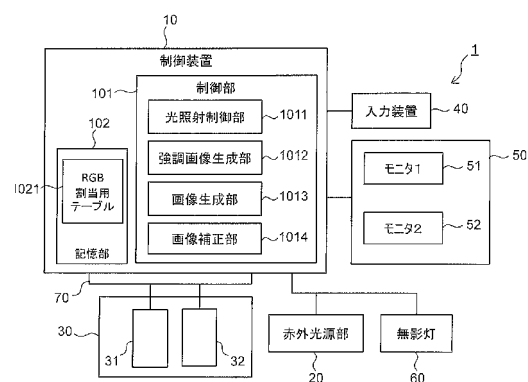 10
制御装置
1
101
制御部
102
光照射制御部
1011
入力装置
40
1021
RGB
割当用
テーブル
強調画像生成部
1012
モニタ1
51
50
画像生成部
1013
モニタ2
52
記憶部
画像補正部
1014
70
30
31
32
赤外光源部
20
無影灯
60